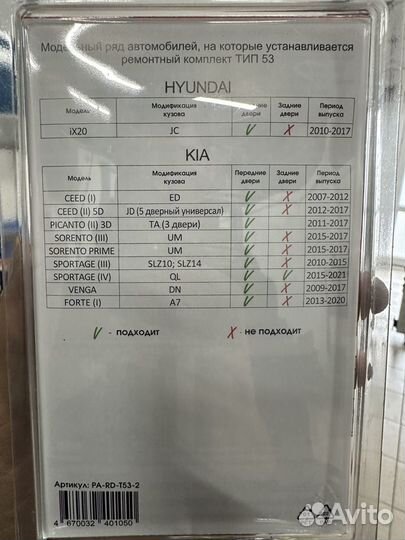 Модельный ряд автомобилей, на которые устанавливается
ремонтный комплект ТИП 53
HYUNDAI
Модель Модификация кузова Передние двери Задние двери Период выпуска
iX20 JC V X 2010-2017
KIA
Модель Модификация кузова Передние двери Задние двери Период выпуска
CEED (I) ED V X 2007-2012
CEED (II) 5D JD (5 дверный универсал) V X 2012-2017
PICANTO (II) 3D TA (3 двери) V 2011-2017
SORENTO (III) UM V X 2015-2017
SORENTO PRIME UM V X 2015-2017
SPORTAGE (III) SLZ10; SLZ14 V X 2010-2015
SPORTAGE (IV) QL V V 2015-2021
VENGA DN V X 2009-2017
FORTE (I) A7 V X 2013-2020
V - подходит X - не подходит
Артикул: PA-RD-T53-2
4 670032 401050
Avito